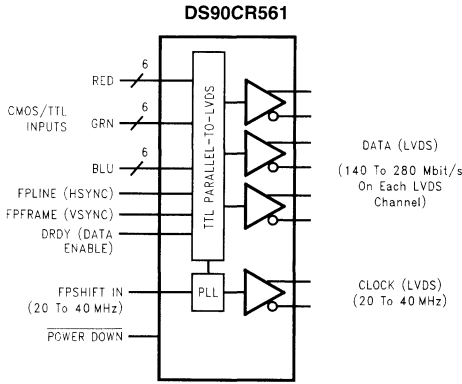 DS90CR561
6
RED
CMOS/TTL
INPUTS
6
GRN
6
BLU
FPLINE (HSYNC)
FPFRAME (VSYNC)
DRDY (DATA
ENABLE)
FPSHIFT IN
(20 To 40 MHz)
POWER DOWN
TTL PARALLEL-TO-LVDS
PLL
DATA (LVDS)
(140 To 280 Mbit/s
On Each LVDS
Channel)
CLOCK (LVDS)
(20 To 40 MHz)